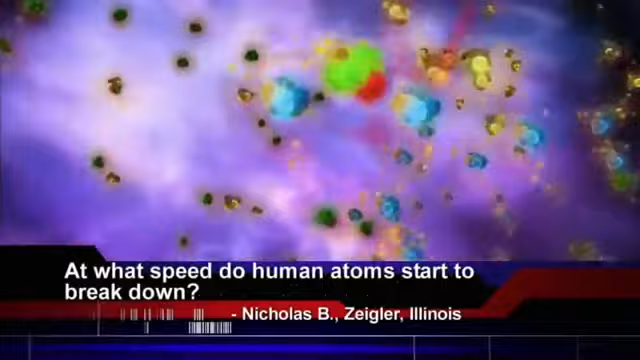 At what speed do human atoms start to
break down?
- Nicholas B., Zeigler, Illinois